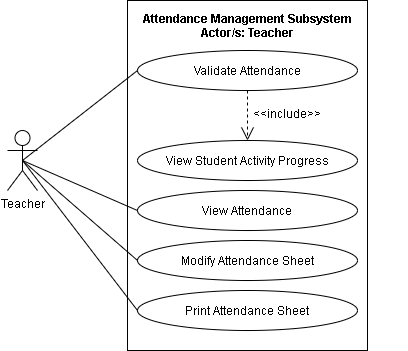 Attendance Management Subsystem
Actor/s: Teacher
Validate Attendance
<<include>>
View Student Activity Progress
Teacher
View Attendance
Modify Attendance Sheet
Print Attendance Sheet